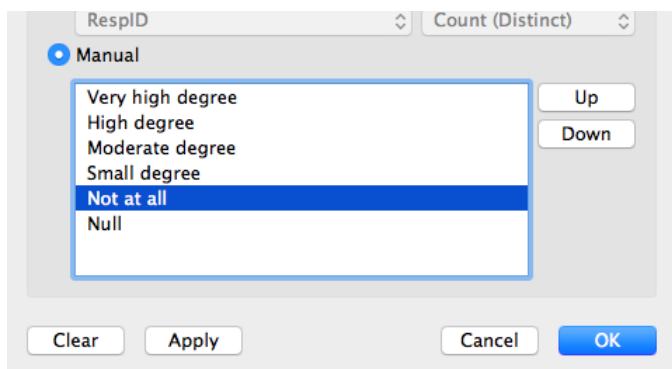 RespID Count (Distinct)
Manual
Very high degree
High degree
Moderate degree
Small degree
Not at all
Null
Up
Down
Clear Apply Cancel OK